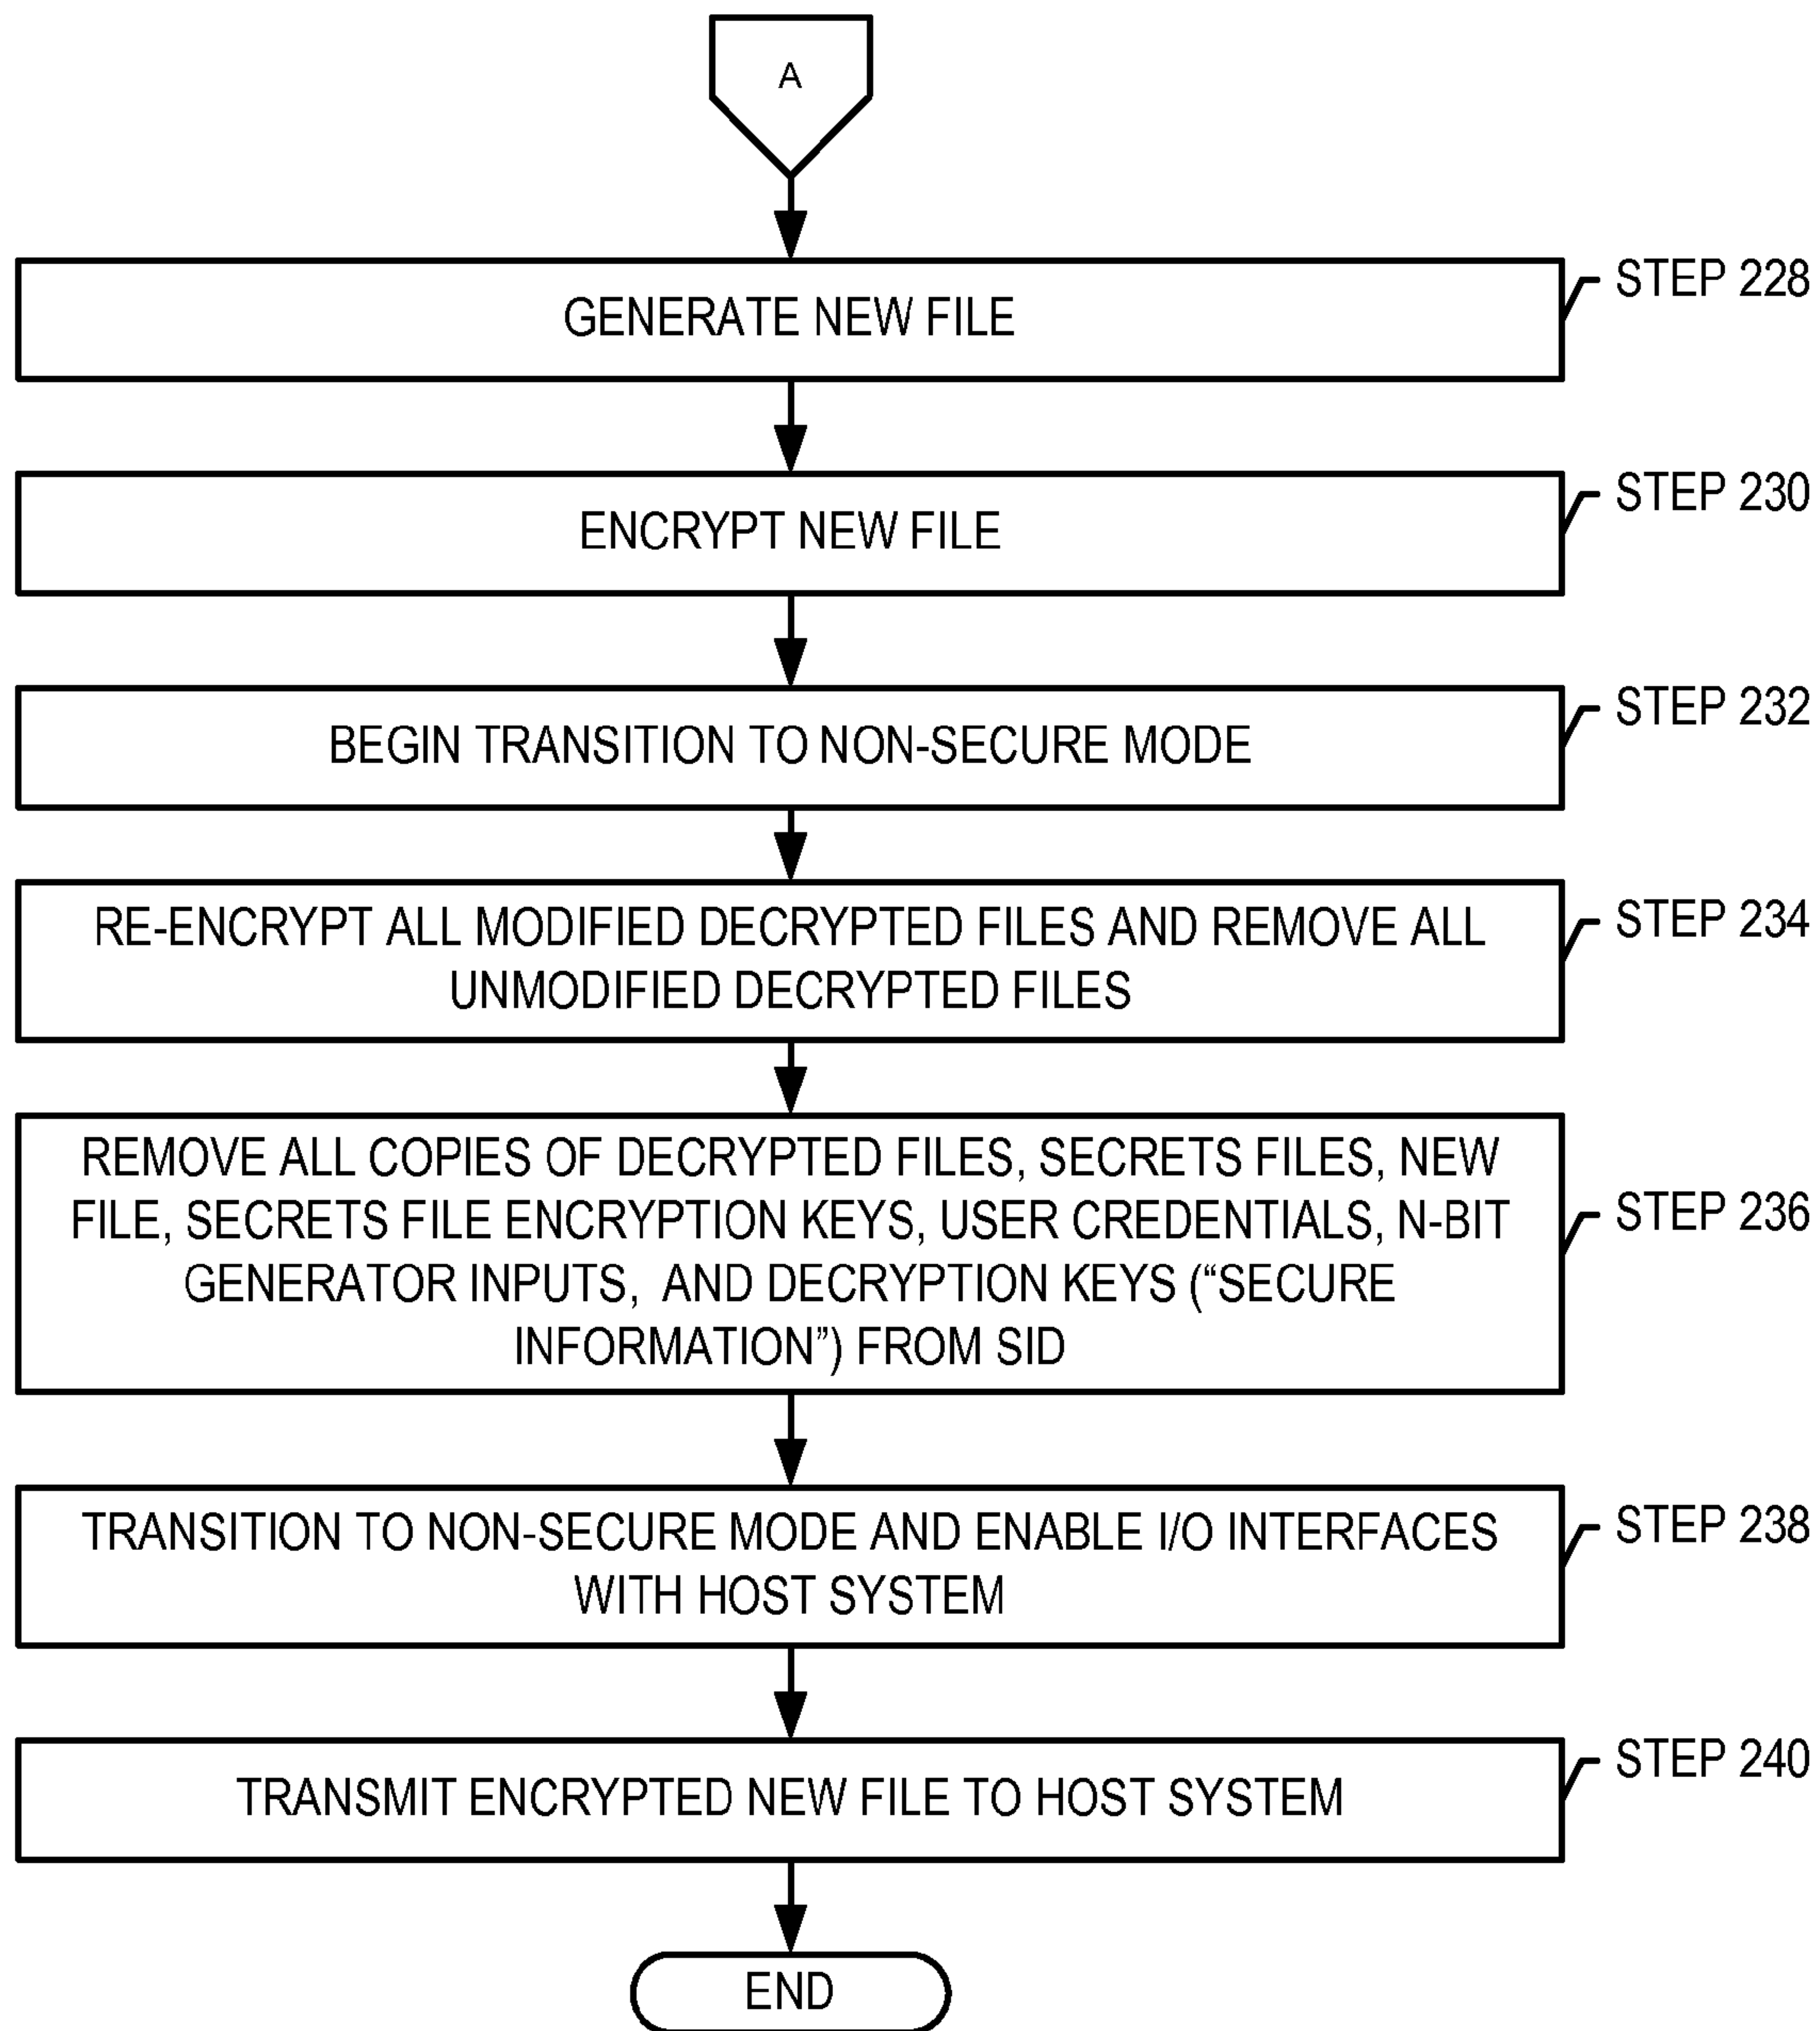 A
GENERATE NEW FILE
STEP 228
ENCRYPT NEW FILE
STEP 230
BEGIN TRANSITION TO NON-SECURE MODE
STEP 232
RE-ENCRYPT ALL MODIFIED DECRYPTED FILES AND REMOVE ALL
UNMODIFIED DECRYPTED FILES
STEP 234
REMOVE ALL COPIES OF DECRYPTED FILES, SECRETS FILES, NEW
FILE, SECRETS FILE ENCRYPTION KEYS, USER CREDENTIALS, N-BIT
GENERATOR INPUTS, AND DECRYPTION KEYS (“SECURE
INFORMATION”) FROM SID
STEP 236
TRANSITION TO NON-SECURE MODE AND ENABLE I/O INTERFACES
WITH HOST SYSTEM
STEP 238
TRANSMIT ENCRYPTED NEW FILE TO HOST SYSTEM
STEP 240
END